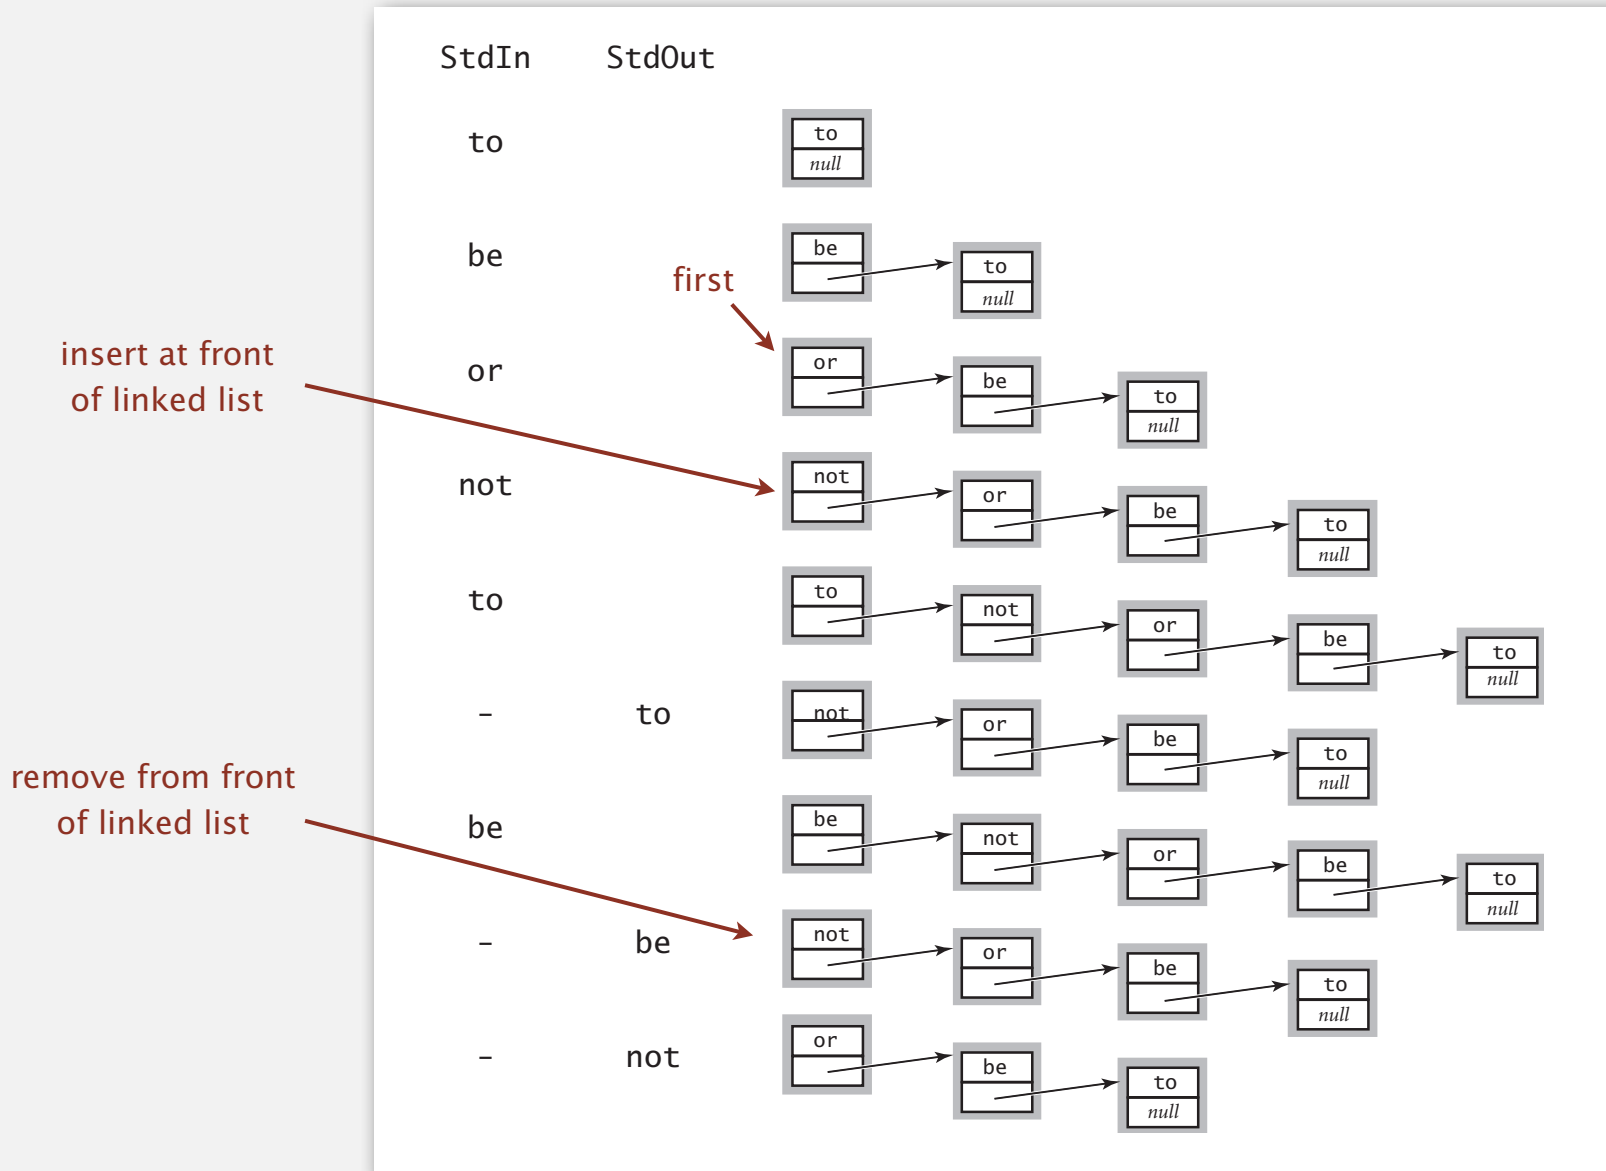 StdIn StdOut
to
to
null
be
be
to
null
first
insert at front
of linked list
or
or
be
to
null
not
not
or
be
to
null
to
to
not
or
be
to
null
- to
not
or
be
to
null
remove from front
of linked list
be
be
not
or
be
to
null
- be
not
or
be
to
null
- not
or
be
to
null